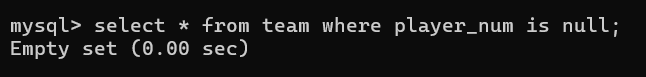 mysql> select * from team where player_num is null;
Empty set (0.00 sec)